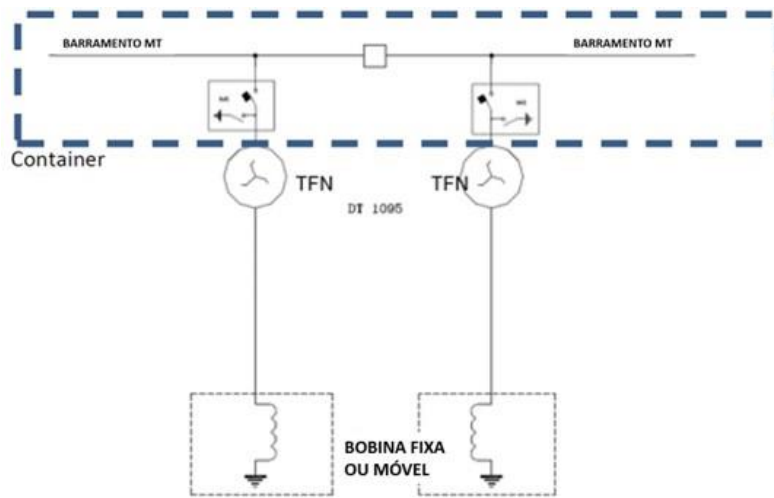 BARRAMENTO MT
BARRAMENTO MT
Container
TFN
TFN
DT 1095
BOBINA FIXA
OU MÓVEL